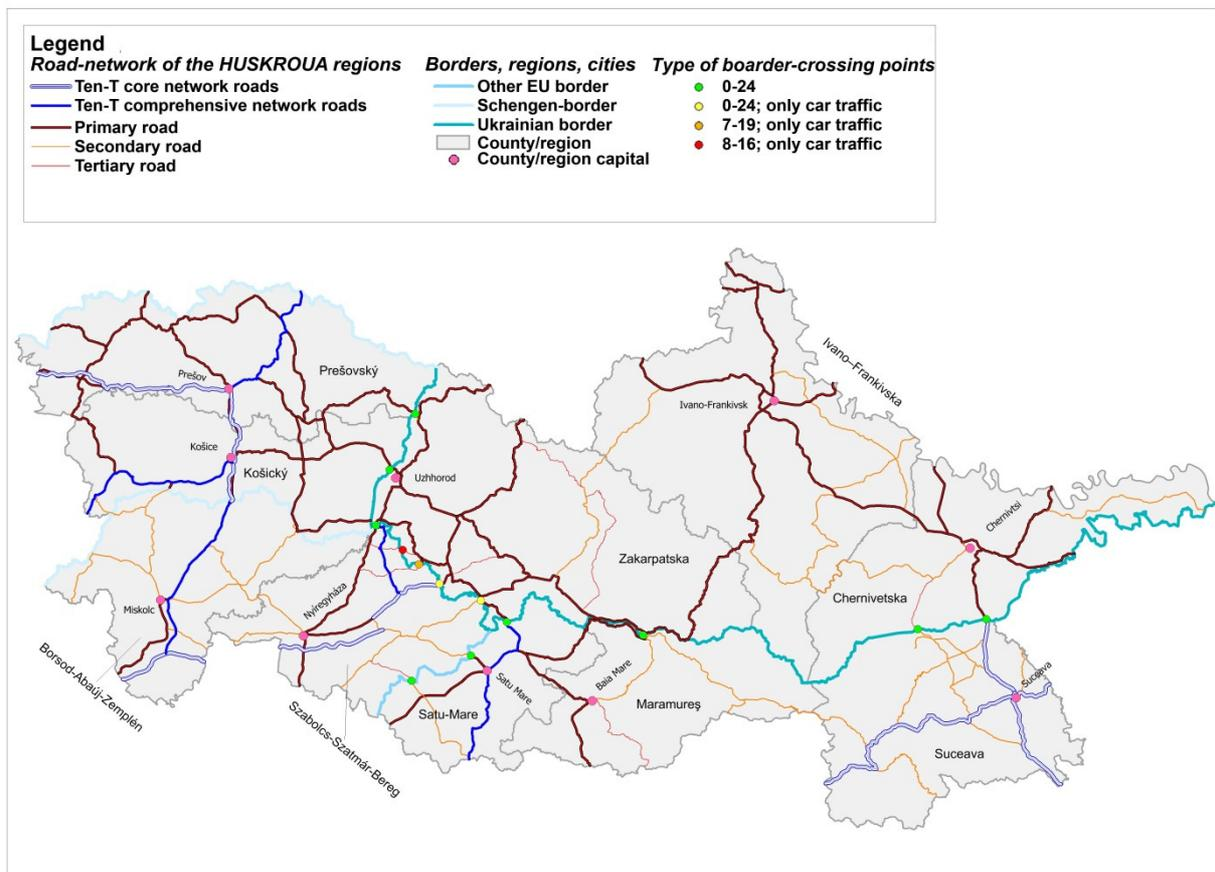 Legend
Road-network of the HUSKROUA regions
Ten-T core network roads
Ten-T comprehensive network roads
Primary road
Secondary road
Tertiary road
Borders, regions, cities
Other EU border
Schengen-border
Ukrainian border
County/region
County/region capital
Type of boarder-crossing points
0-24
0-24; only car traffic
7-19; only car traffic
8-16; only car traffic
Ivano–Frankivska
Prešovský
Prešov
Ivano-Frankivsk
Košice
Košický
Uzhhorod
Chernivtsi
Zakarpatska
Chernivetska
Miskolc
Nyíregyháza
Borsod-Abaúj-Zemplén
Szabolcs-Szatmár-Bereg
Satu Mare
Satu-Mare
Baia Mare
Maramureş
Suceava
Suceava